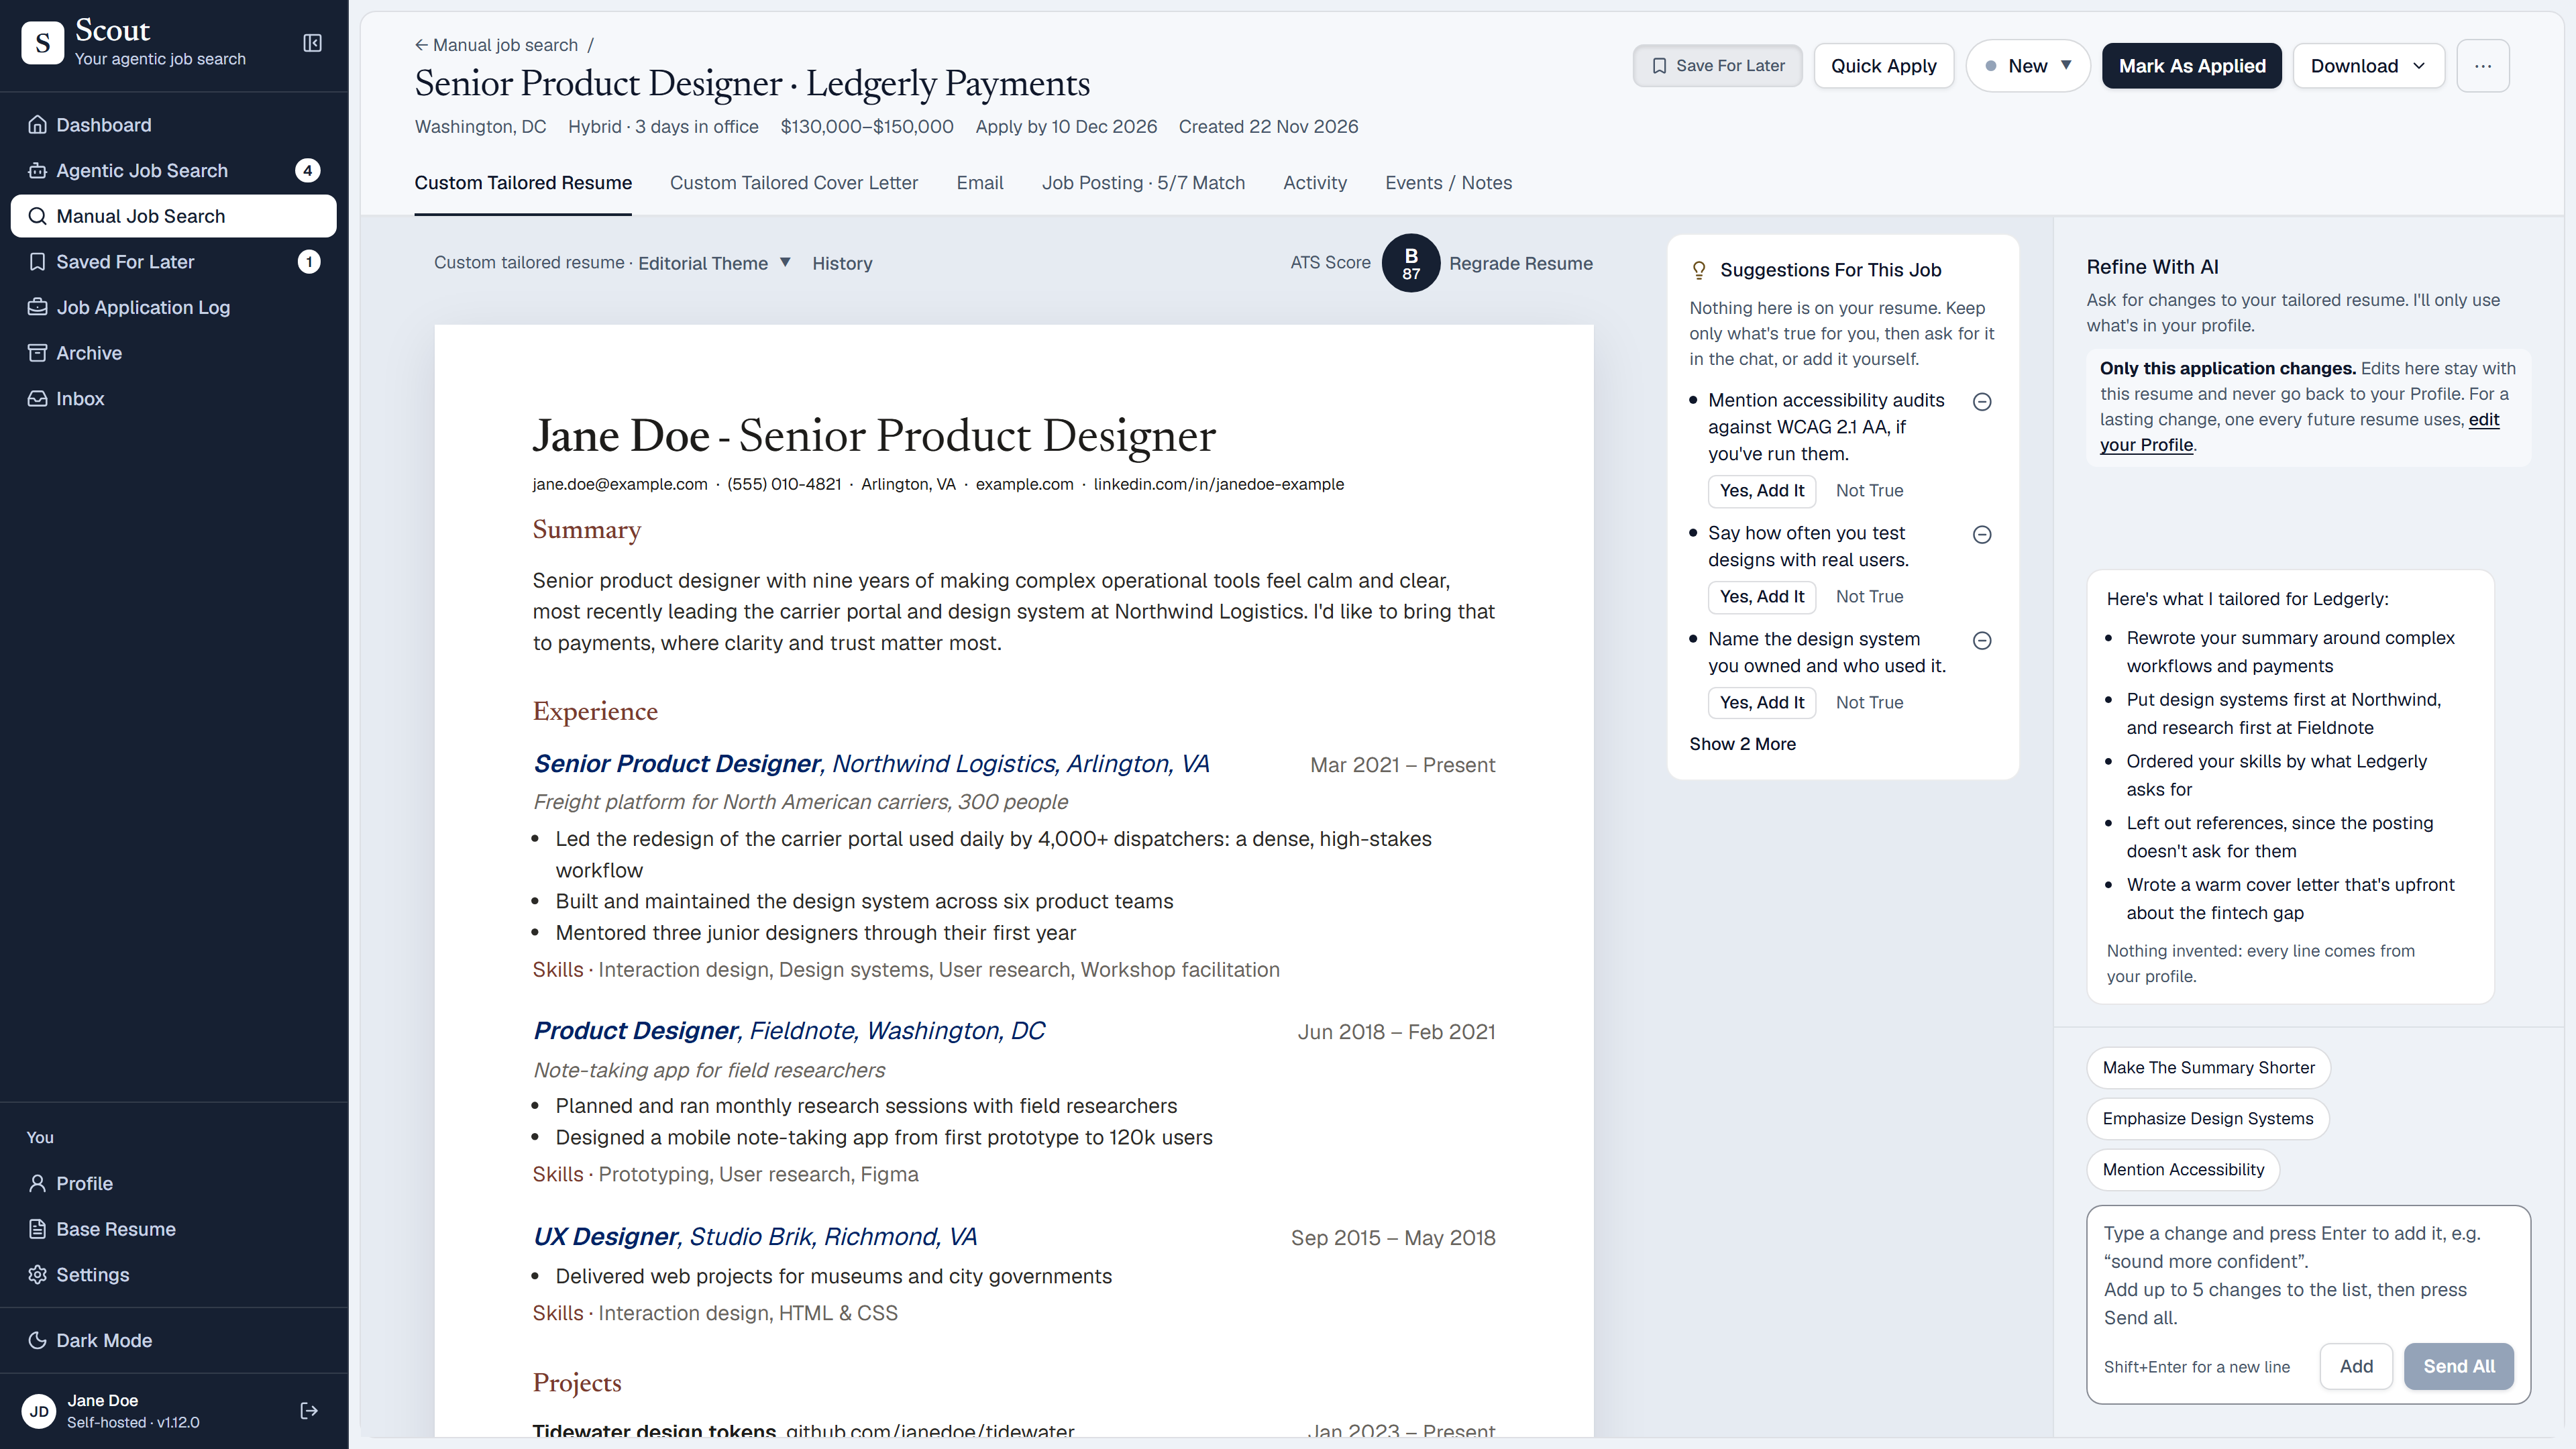 S
Scout
Your agentic job search
Dashboard
Agentic Job Search 4
Manual Job Search
Saved For Later 1
Job Application Log
Archive
Inbox
You
Profile
Base Resume
Settings
Dark Mode
JD
Jane Doe
Self-hosted · v1.12.0
← Manual job search /
Senior Product Designer · Ledgerly Payments
Washington, DC Hybrid · 3 days in office $130,000–$150,000 Apply by 10 Dec 2026 Created 22 Nov 2026
Save For Later Quick Apply New ▼ Mark As Applied Download ···
Custom Tailored Resume Custom Tailored Cover Letter Email Job Posting · 5/7 Match Activity Events / Notes
Custom tailored resume · Editorial Theme ▼ History
ATS Score B 87 Regrade Resume
Jane Doe - Senior Product Designer
jane.doe@example.com · (555) 010-4821 · Arlington, VA · example.com · linkedin.com/in/janedoe-example
Summary
Senior product designer with nine years of making complex operational tools feel calm and clear,
most recently leading the carrier portal and design system at Northwind Logistics. I'd like to bring that
to payments, where clarity and trust matter most.
Experience
Senior Product Designer, Northwind Logistics, Arlington, VA Mar 2021 – Present
Freight platform for North American carriers, 300 people
• Led the redesign of the carrier portal used daily by 4,000+ dispatchers: a dense, high-stakes
workflow
• Built and maintained the design system across six product teams
• Mentored three junior designers through their first year
Skills · Interaction design, Design systems, User research, Workshop facilitation
Product Designer, Fieldnote, Washington, DC Jun 2018 – Feb 2021
Note-taking app for field researchers
• Planned and ran monthly research sessions with field researchers
• Designed a mobile note-taking app from first prototype to 120k users
Skills · Prototyping, User research, Figma
UX Designer, Studio Brik, Richmond, VA Sep 2015 – May 2018
• Delivered web projects for museums and city governments
Skills · Interaction design, HTML & CSS
Projects
Tidewater design tokens, github.com/janedoe/tidewater Jan 2023 – Present
Suggestions For This Job
Nothing here is on your resume. Keep
only what's true for you, then ask for it
in the chat, or add it yourself.
• Mention accessibility audits
against WCAG 2.1 AA, if
you've run them.
Yes, Add It Not True
• Say how often you test
designs with real users.
Yes, Add It Not True
• Name the design system
you owned and who used it.
Yes, Add It Not True
Show 2 More
Refine With AI
Ask for changes to your tailored resume. I'll only use
what's in your profile.
Only this application changes. Edits here stay with
this resume and never go back to your Profile. For a
lasting change, one every future resume uses, edit
your Profile.
Here's what I tailored for Ledgerly:
• Rewrote your summary around complex
workflows and payments
• Put design systems first at Northwind,
and research first at Fieldnote
• Ordered your skills by what Ledgerly
asks for
• Left out references, since the posting
doesn't ask for them
• Wrote a warm cover letter that's upfront
about the fintech gap
Nothing invented: every line comes from
your profile.
Make The Summary Shorter
Emphasize Design Systems
Mention Accessibility
Type a change and press Enter to add it, e.g.
“sound more confident”.
Add up to 5 changes to the list, then press
Send all.
Shift+Enter for a new line Add Send All